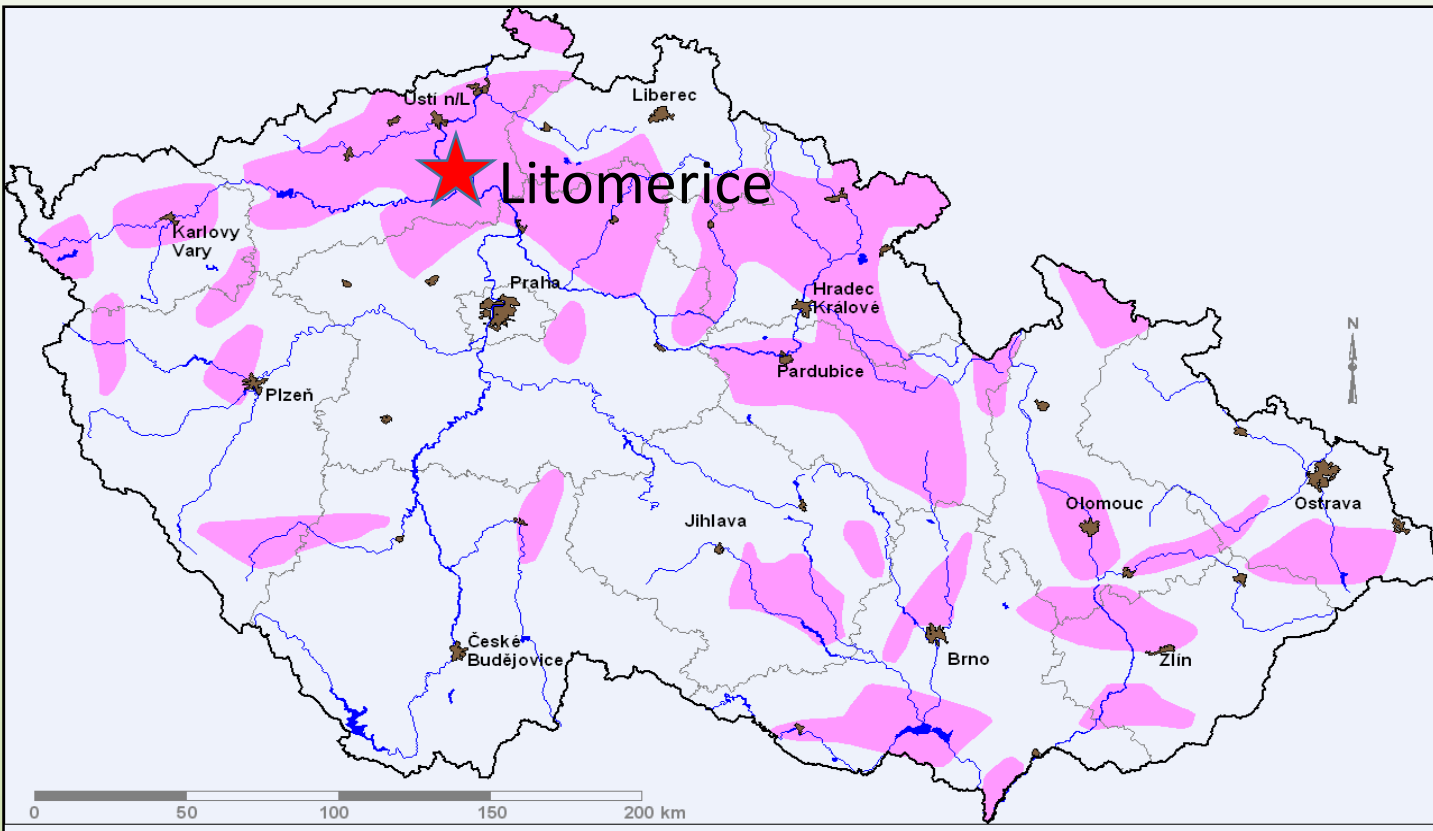 Ústí n/L
Liberec
Litomerice
Karlovy
Vary
Praha
Hradec
Králové
N
Pardubice
Plzeň
Olomouc
Ostrava
Jihlava
České
Budějovice
Brno
Zlín
0 50 100 150 200 km